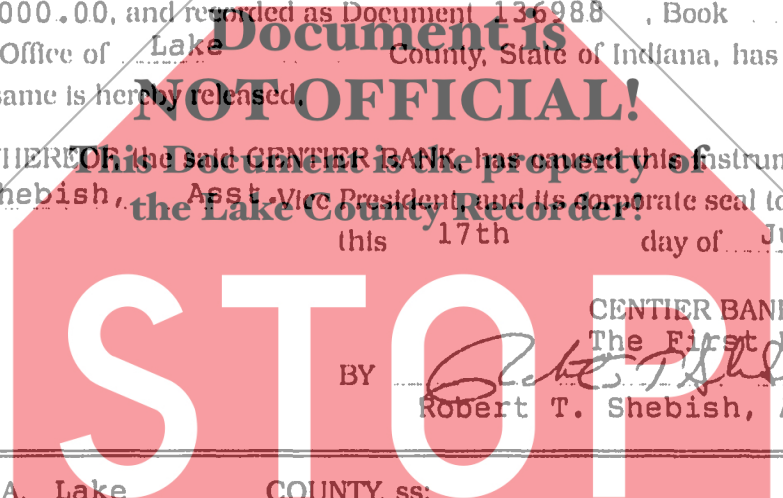 000.00, and recorded as Document 136988 , Book
Document is
Office of Lake County, State of Indiana, has
NOT OFFICIAL!
same is hereby released.
This Document is the property of
HEREOF, the said CENTIER BANK, has caused this instrum
the Lake County Recorder!
hebish, Asst. Vice President, and its corporate seal to
this 17th day of Ju
STOP
CENTIER BANK
The First
BY
Robert T. Shebish, A
A, Lake COUNTY, ss: